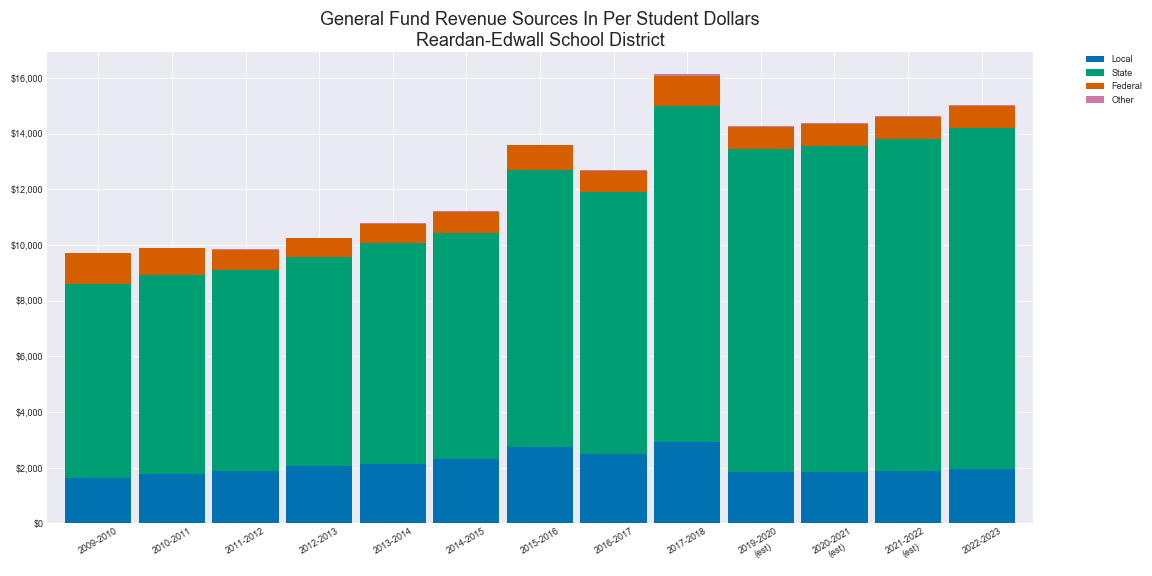 General Fund Revenue Sources In Per Student Dollars
Reardan-Edwall School District
Local
State
Federal
Other
$16,000
$14,000
$12,000
$10,000
$8,000
$6,000
$4,000
$2,000
$0
2009-2010
2010-2011
2011-2012
2012-2013
2013-2014
2014-2015
2015-2016
2016-2017
2017-2018
2019-2020
(est)
2020-2021
(est)
2021-2022
(est)
2022-2023